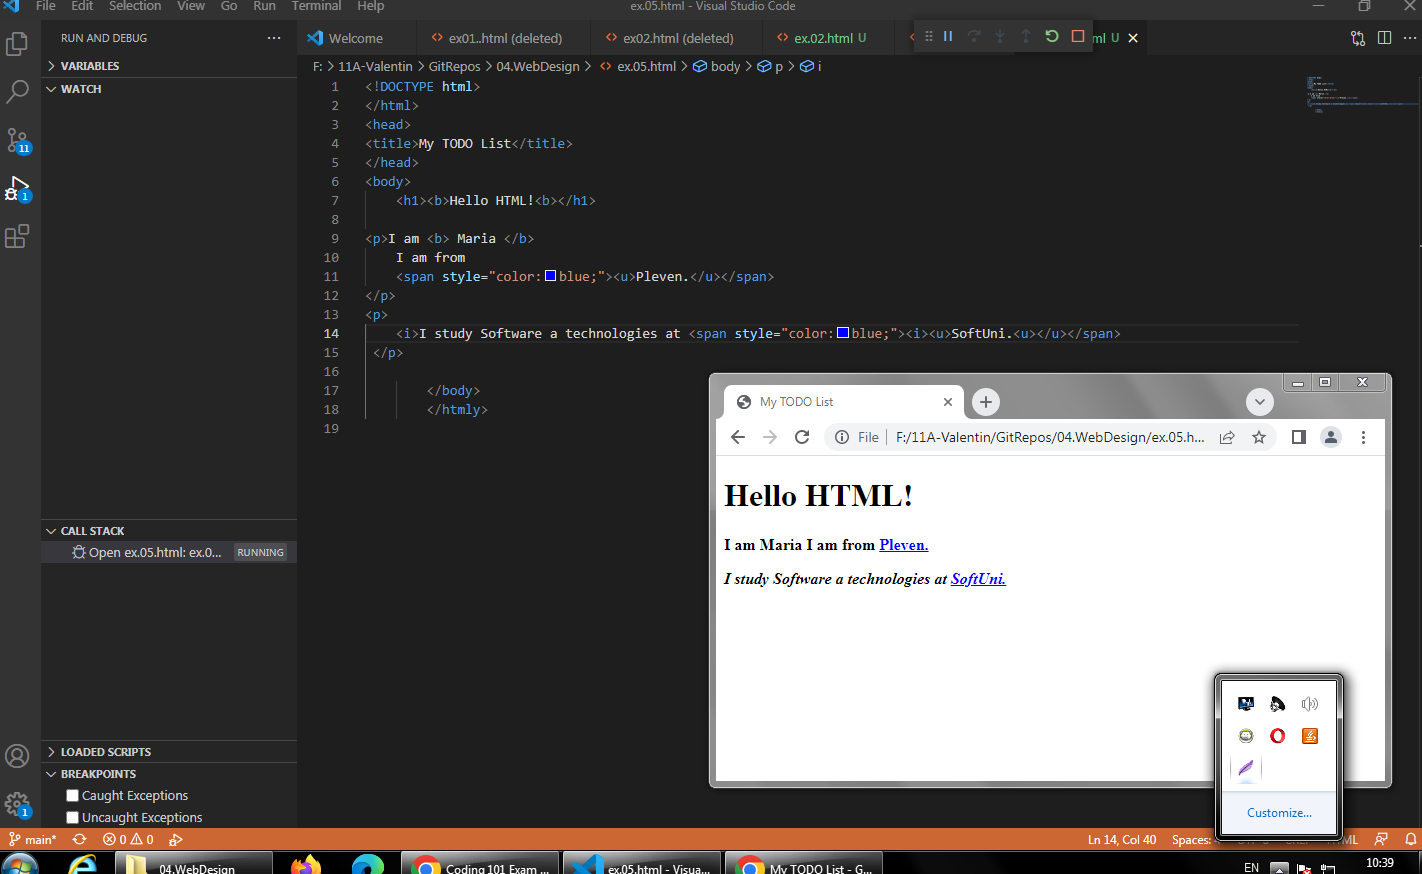 File Edit Selection View Go Run Terminal Help ex.05.html - Visual Studio Code
RUN AND DEBUG
Welcome ex01..html (deleted) ex02.html (deleted) ex.02.html U ml U
VARIABLES
WATCH
F: > 11A-Valentin > GitRepos > 04.WebDesign > ex.05.html > body > p > i
1 <!DOCTYPE html>
2 </html>
3 <head>
4 <title>My TODO List</title>
5 </head>
6 <body>
7 <h1><b>Hello HTML!<b></h1>
8
9 <p>I am <b> Maria </b>
10 I am from
11 <span style="color:blue;"><u>Pleven.</u></span>
12 </p>
13 <p>
14 <i>I study Software a technologies at <span style="color:blue;"><i><u>SoftUni.<u></u></span>
15 </p>
16
17 </body>
18 </htmly>
19
11
1
CALL STACK
Open ex.05.html: ex.0... RUNNING
LOADED SCRIPTS
BREAKPOINTS
Caught Exceptions
Uncaught Exceptions
1
My TODO List
File F:/11A-Valentin/GitRepos/04.WebDesign/ex.05.h...
Hello HTML!
I am Maria I am from Pleven.
I study Software a technologies at SoftUni.
Customize...
main* 0 0 Ln 14, Col 40 Spaces:
04.WebDesign Coding 101 Exam ... ex.05.html - Visua... My TODO List - G... EN 10:39